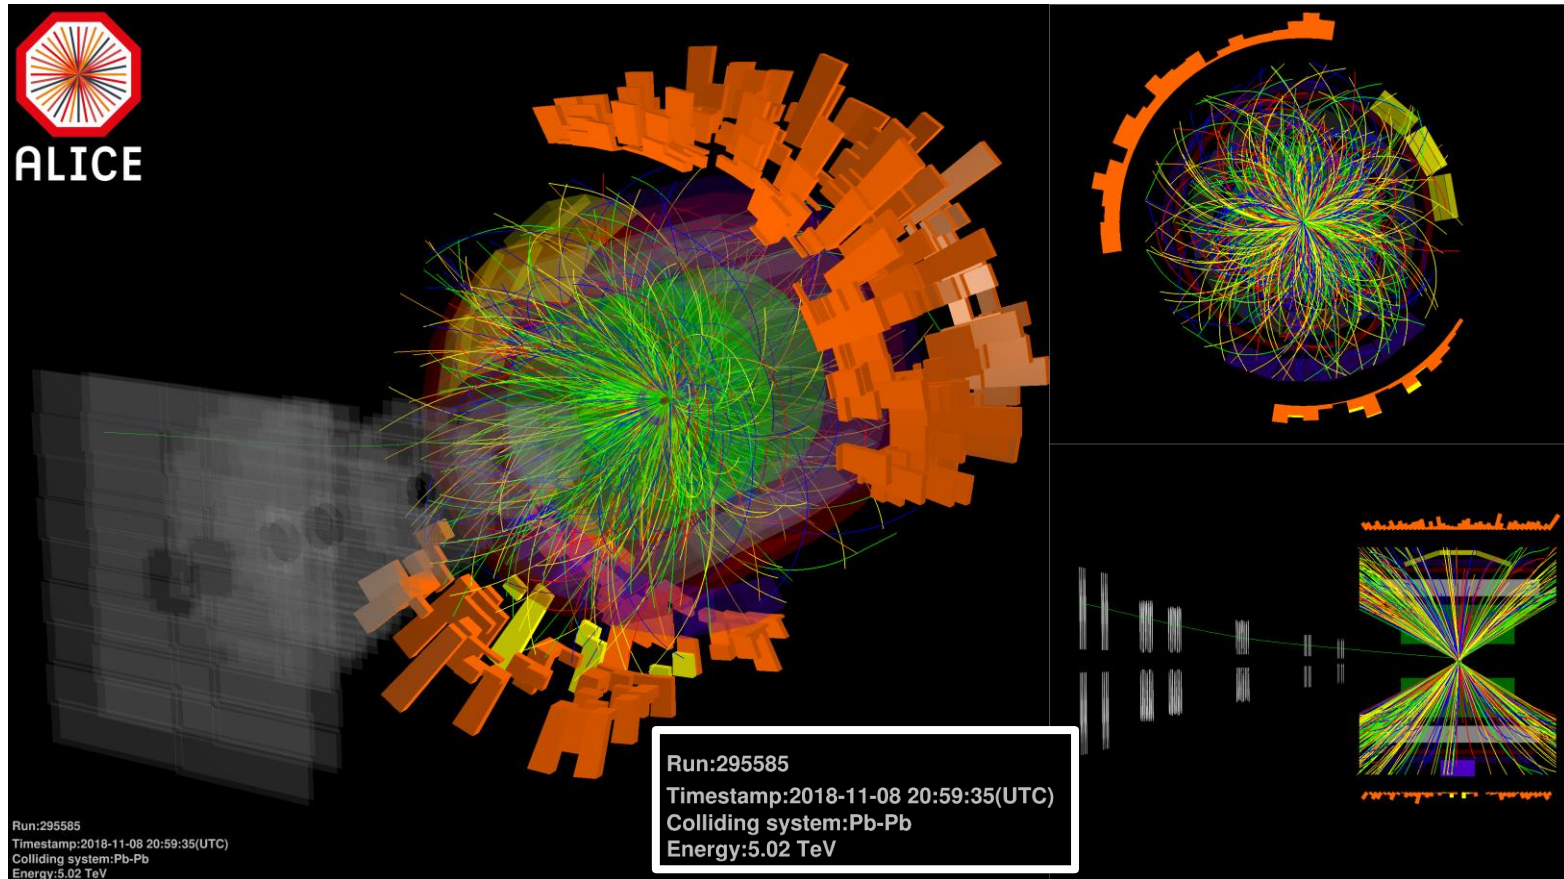 ALICE
Run:295585
Timestamp:2018-11-08 20:59:35(UTC)
Colliding system:Pb-Pb
Energy:5.02 TeV
Run:295585
Timestamp:2018-11-08 20:59:35(UTC)
Colliding system:Pb-Pb
Energy:5.02 TeV